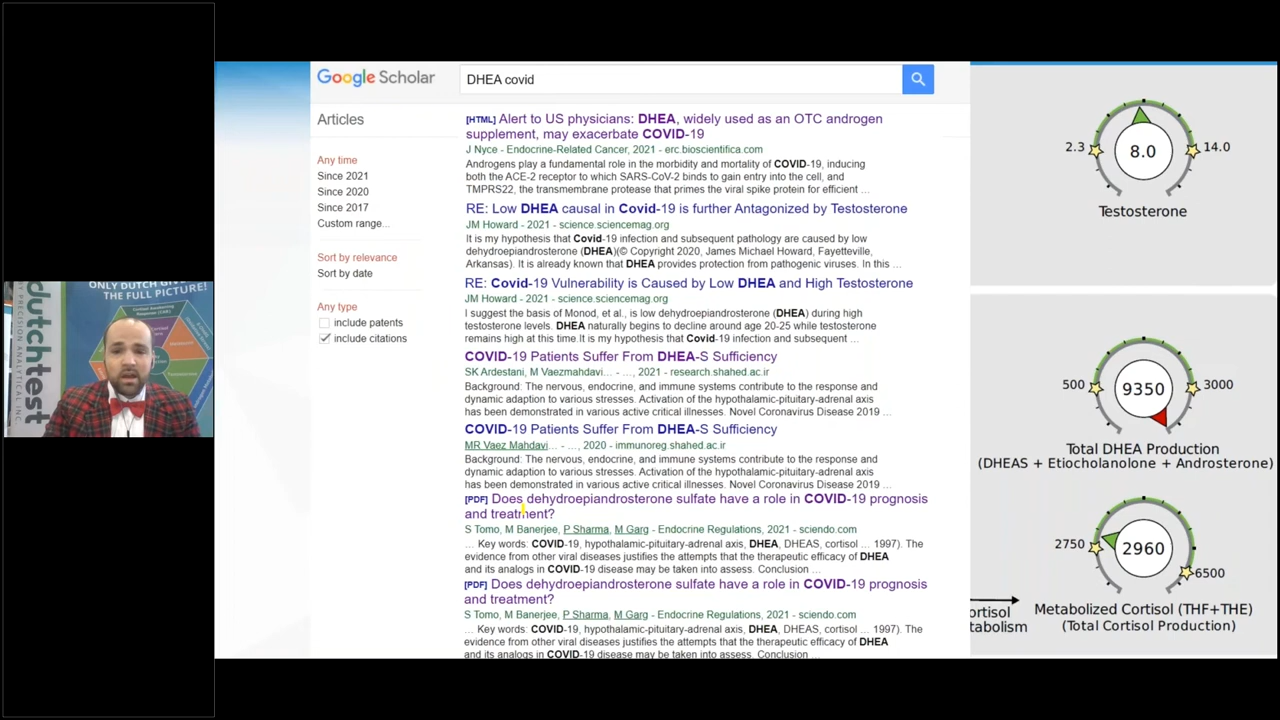 Google Scholar
DHEA covid
Articles
Any time
Since 2021
Since 2020
Since 2017
Custom range...
Sort by relevance
Sort by date
Any type
include patents
include citations
[HTML] Alert to US physicians: DHEA, widely used as an OTC androgen
supplement, may exacerbate COVID-19
J Nyce - Endocrine-Related Cancer, 2021 - erc.bioscientifica.com
Androgens play a fundamental role in the morbidity and mortality of COVID-19, inducing
both the ACE-2 receptor to which SARS-CoV-2 binds to gain entry into the cell, and
TMPRS22, the transmembrane protease that primes the viral spike protein for efficient ...
RE: Low DHEA causal in Covid-19 is further Antagonized by Testosterone
JM Howard - 2021 - science.sciencemag.org
It is my hypothesis that Covid-19 infection and subsequent pathology are caused by low
dehydroepiandrosterone (DHEA)(© Copyright 2020, James Michael Howard, Fayetteville,
Arkansas). It is already known that DHEA provides protection from pathogenic viruses. In this ...
RE: Covid-19 Vulnerability is Caused by Low DHEA and High Testosterone
JM Howard - 2021 - science.sciencemag.org
I suggest the basis of Monod, et al., is low dehydroepiandrosterone (DHEA) during high
testosterone levels. DHEA naturally begins to decline around age 20-25 while testosterone
remains high at this time.It is my hypothesis that Covid-19 infection and subsequent ...
COVID-19 Patients Suffer From DHEA-S Sufficiency
SK Ardestani, M Vaezmahdavi... - ..., 2021 - research.shahed.ac.ir
Background: The nervous, endocrine, and immune systems contribute to the response and
dynamic adaption to various stresses. Activation of the hypothalamic-pituitary-adrenal axis
has been demonstrated in various active critical illnesses. Novel Coronavirus Disease 2019 ...
COVID-19 Patients Suffer From DHEA-S Sufficiency
MR Vaez Mahdavi... - ..., 2020 - immunoreg.shahed.ac.ir
Background: The nervous, endocrine, and immune systems contribute to the response and
dynamic adaption to various stresses. Activation of the hypothalamic-pituitary-adrenal axis
has been demonstrated in various active critical illnesses. Novel Coronavirus Disease 2019 ...
[PDF] Does dehydroepiandrosterone sulfate have a role in COVID-19 prognosis
and treatment?
S Tomo, M Banerjee, P Sharma, M Garg - Endocrine Regulations, 2021 - sciendo.com
... Key words: COVID-19, hypothalamic-pituitary-adrenal axis, DHEA, DHEAS, cortisol ... 1997). The
evidence from other viral diseases justifies the attempts that the therapeutic efficacy of DHEA
and its analogs in COVID-19 disease may be taken into assess. Conclusion ...
[PDF] Does dehydroepiandrosterone sulfate have a role in COVID-19 prognosis
and treatment?
S Tomo, M Banerjee, P Sharma, M Garg - Endocrine Regulations, 2021 - sciendo.com
... Key words: COVID-19, hypothalamic-pituitary-adrenal axis, DHEA, DHEAS, cortisol ... 1997). The
evidence from other viral diseases justifies the attempts that the therapeutic efficacy of DHEA
and its analogs in COVID-19 disease may be taken into assess. Conclusion ...
2.3
8.0
14.0
Testosterone
500
9350
3000
Total DHEA Production
(DHEAS + Etiocholanolone + Androsterone)
2750
2960
6500
Metabolized Cortisol (THF+THE)
(Total Cortisol Production)
ortisol
tabolism
dutchtest
PRECISION ANALYTICAL INC.
THE FULL PICTURE!